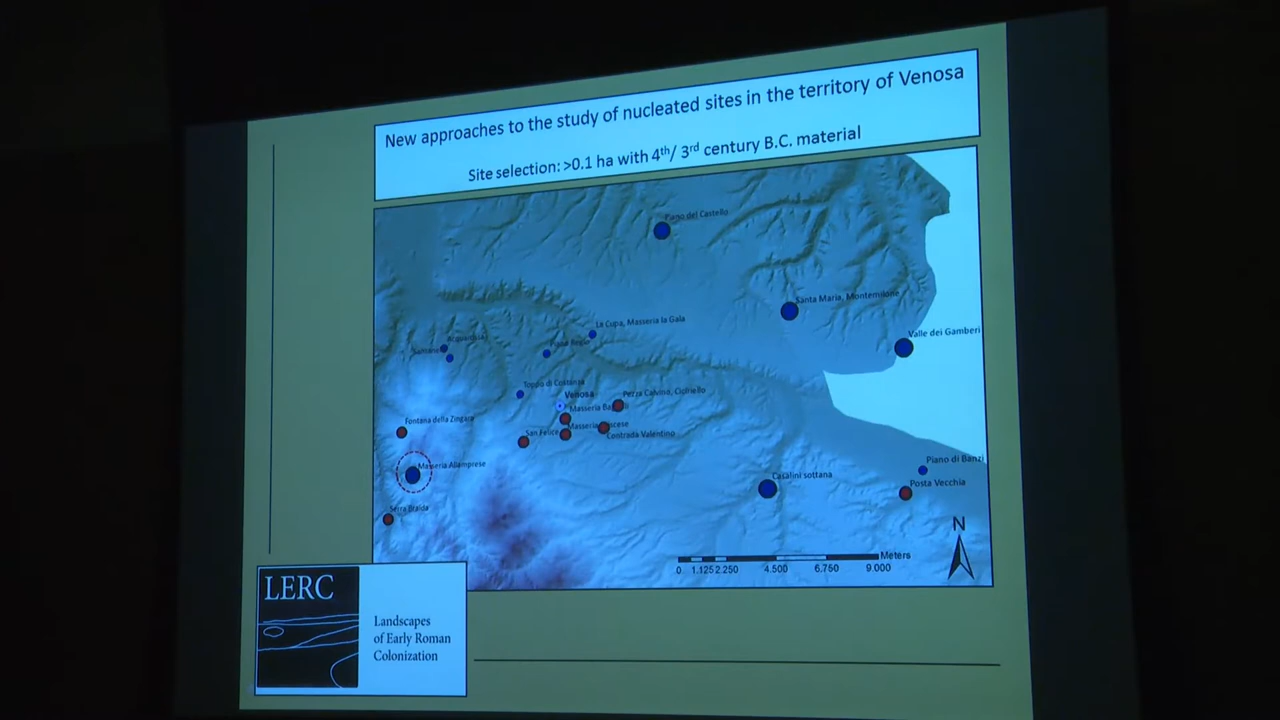 New approaches to the study of nucleated sites in the territory of Venosa
Site selection: >0.1 ha with 4th/ 3rd century B.C. material
Piano del Castello
Santa Maria, Montemilone
Valle dei Gamberi
La Cupa, Masseria la Gala
Toppo di Costanza
Venosa
Pezza Calvino, Ciciriello
Masseria
Fontana della Zingara
San Felice
Masseria
Contrada Valentino
Masseria Allamprese
Casalini sottana
Piano di Banzi
Posta Vecchia
Serra Braida
N
Meters
0 1.125 2.250 4.500 6.750 9.000
LERC
Landscapes
of Early Roman
Colonization